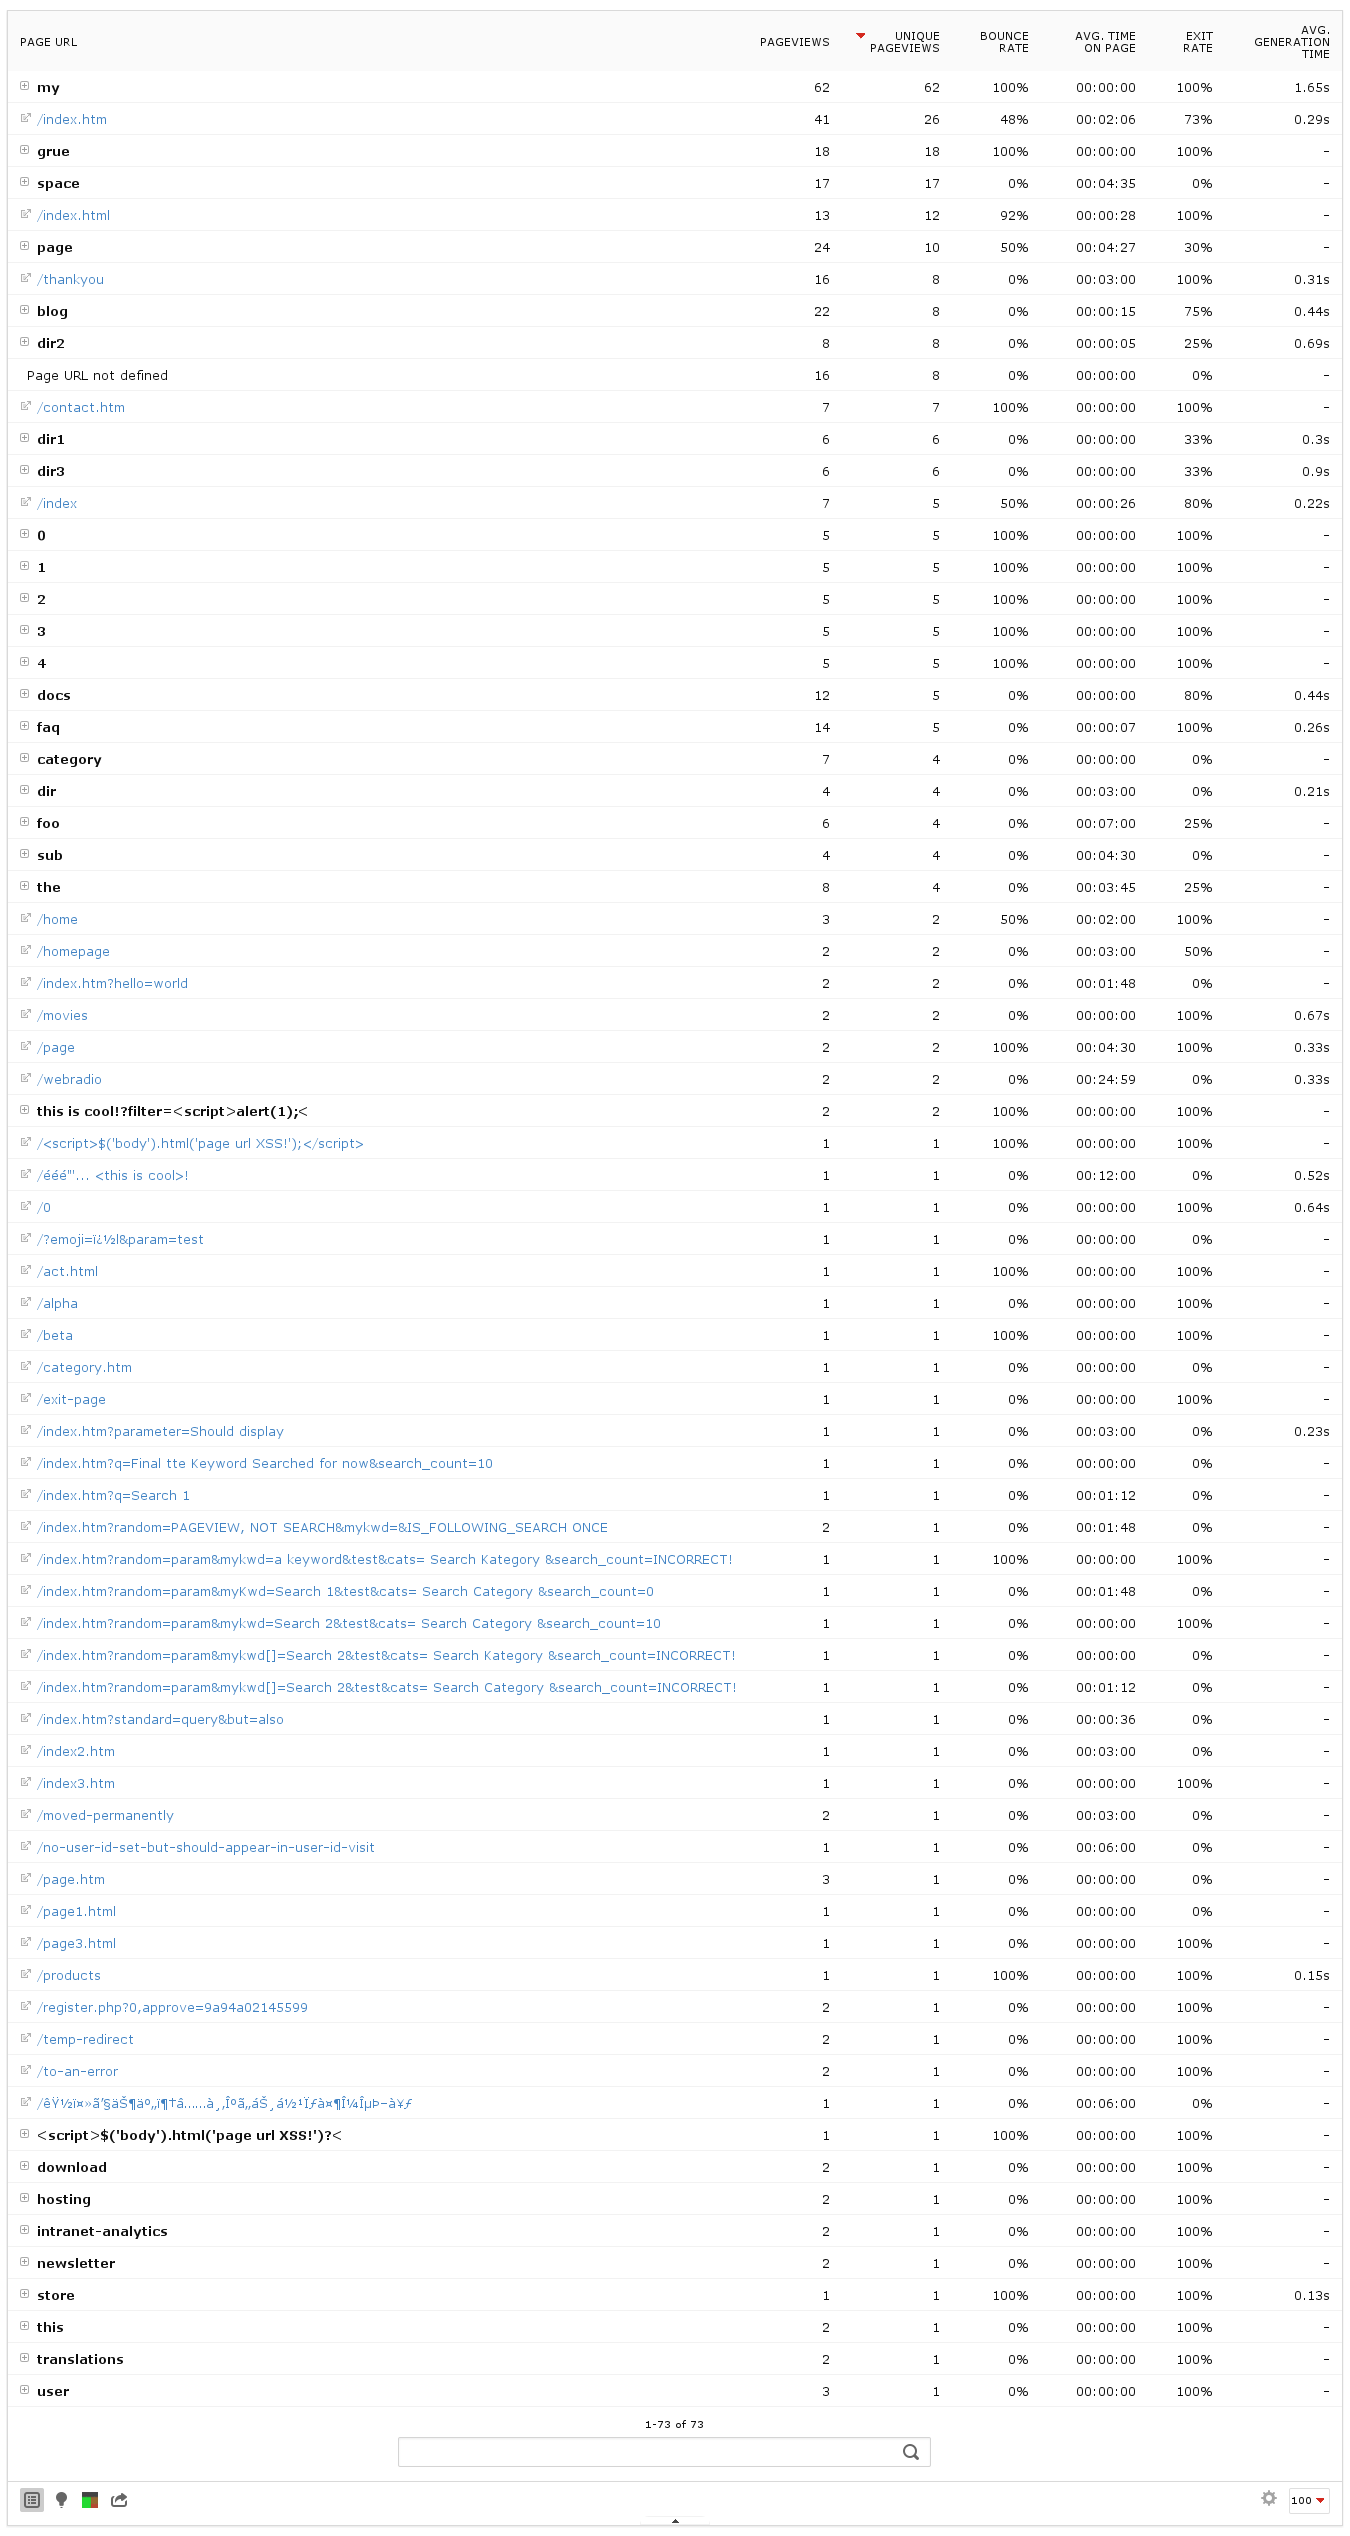 PAGE URL PAGEVIEWS UNIQUE PAGEVIEWS BOUNCE RATE AVG. TIME ON PAGE EXIT RATE AVG. GENERATION TIME
my 62 62 100% 00:00:00 100% 1.65s
/index.htm 41 26 48% 00:02:06 73% 0.29s
grue 18 18 100% 00:00:00 100% -
space 17 17 0% 00:04:35 0% -
/index.html 13 12 92% 00:00:28 100% -
page 24 10 50% 00:04:27 30% -
/thankyou 16 8 0% 00:03:00 100% 0.31s
blog 22 8 0% 00:00:15 75% 0.44s
dir2 8 8 0% 00:00:05 25% 0.69s
Page URL not defined 16 8 0% 00:00:00 0% -
/contact.htm 7 7 100% 00:00:00 100% -
dir1 6 6 0% 00:00:00 33% 0.3s
dir3 6 6 0% 00:00:00 33% 0.9s
/index 7 5 50% 00:00:26 80% 0.22s
0 5 5 100% 00:00:00 100% -
1 5 5 100% 00:00:00 100% -
2 5 5 100% 00:00:00 100% -
3 5 5 100% 00:00:00 100% -
4 5 5 100% 00:00:00 100% -
docs 12 5 0% 00:00:00 80% 0.44s
faq 14 5 0% 00:00:07 100% 0.26s
category 7 4 0% 00:00:00 0% -
dir 4 4 0% 00:03:00 0% 0.21s
foo 6 4 0% 00:07:00 25% -
sub 4 4 0% 00:04:30 0% -
the 8 4 0% 00:03:45 25% -
/home 3 2 50% 00:02:00 100% -
/homepage 2 2 0% 00:03:00 50% -
/index.htm?hello=world 2 2 0% 00:01:48 0% -
/movies 2 2 0% 00:00:00 100% 0.67s
/page 2 2 100% 00:04:30 100% 0.33s
/webradio 2 2 0% 00:24:59 0% 0.33s
this is cool!?filter=<script>alert(1);< 2 2 100% 00:00:00 100% -
/<script>$('body').html('page url XSS!');</script> 1 1 100% 00:00:00 100% -
/ééé"'... <this is cool>! 1 1 0% 00:12:00 0% 0.52s
/0 1 1 0% 00:00:00 100% 0.64s
/?emoji=ï¿½l&param=test 1 1 0% 00:00:00 0% -
/act.html 1 1 100% 00:00:00 100% -
/alpha 1 1 0% 00:00:00 100% -
/beta 1 1 100% 00:00:00 100% -
/category.htm 1 1 0% 00:00:00 0% -
/exit-page 1 1 0% 00:00:00 100% -
/index.htm?parameter=Should display 1 1 0% 00:03:00 0% 0.23s
/index.htm?q=Final tte Keyword Searched for now&search_count=10 1 1 0% 00:00:00 0% -
/index.htm?q=Search 1 1 1 0% 00:01:12 0% -
/index.htm?random=PAGEVIEW, NOT SEARCH&mykwd=&IS_FOLLOWING_SEARCH ONCE 2 1 0% 00:01:48 0% -
/index.htm?random=param&mykwd=a keyword&test&cats= Search Kategory &search_count=INCORRECT! 1 1 100% 00:00:00 100% -
/index.htm?random=param&myKwd=Search 1&test&cats= Search Category &search_count=0 1 1 0% 00:01:48 0% -
/index.htm?random=param&mykwd=Search 2&test&cats= Search Category &search_count=10 1 1 0% 00:00:00 100% -
/index.htm?random=param&mykwd[]=Search 2&test&cats= Search Kategory &search_count=INCORRECT! 1 1 0% 00:00:00 0% -
/index.htm?random=param&mykwd[]=Search 2&test&cats= Search Category &search_count=INCORRECT! 1 1 0% 00:01:12 0% -
/index.htm?standard=query&but=also 1 1 0% 00:00:36 0% -
/index2.htm 1 1 0% 00:03:00 0% -
/index3.htm 1 1 0% 00:00:00 100% -
/moved-permanently 2 1 0% 00:03:00 0% -
/no-user-id-set-but-should-appear-in-user-id-visit 1 1 0% 00:06:00 0% -
/page.htm 3 1 0% 00:00:00 0% -
/page1.html 1 1 0% 00:00:00 0% -
/page3.html 1 1 0% 00:00:00 100% -
/products 1 1 100% 00:00:00 100% 0.15s
/register.php?0,approve=9a94a02145599 2 1 0% 00:00:00 100% -
/temp-redirect 2 1 0% 00:00:00 100% -
/to-an-error 2 1 0% 00:00:00 100% -
1 1 0% 00:06:00 0% -
<script>$('body').html('page url XSS!')?< 1 1 100% 00:00:00 100% -
download 2 1 0% 00:00:00 100% -
hosting 2 1 0% 00:00:00 100% -
intranet-analytics 2 1 0% 00:00:00 100% -
newsletter 2 1 0% 00:00:00 100% -
store 1 1 100% 00:00:00 100% 0.13s
this 2 1 0% 00:00:00 100% -
translations 2 1 0% 00:00:00 100% -
user 3 1 0% 00:00:00 100% -
1-73 of 73
100